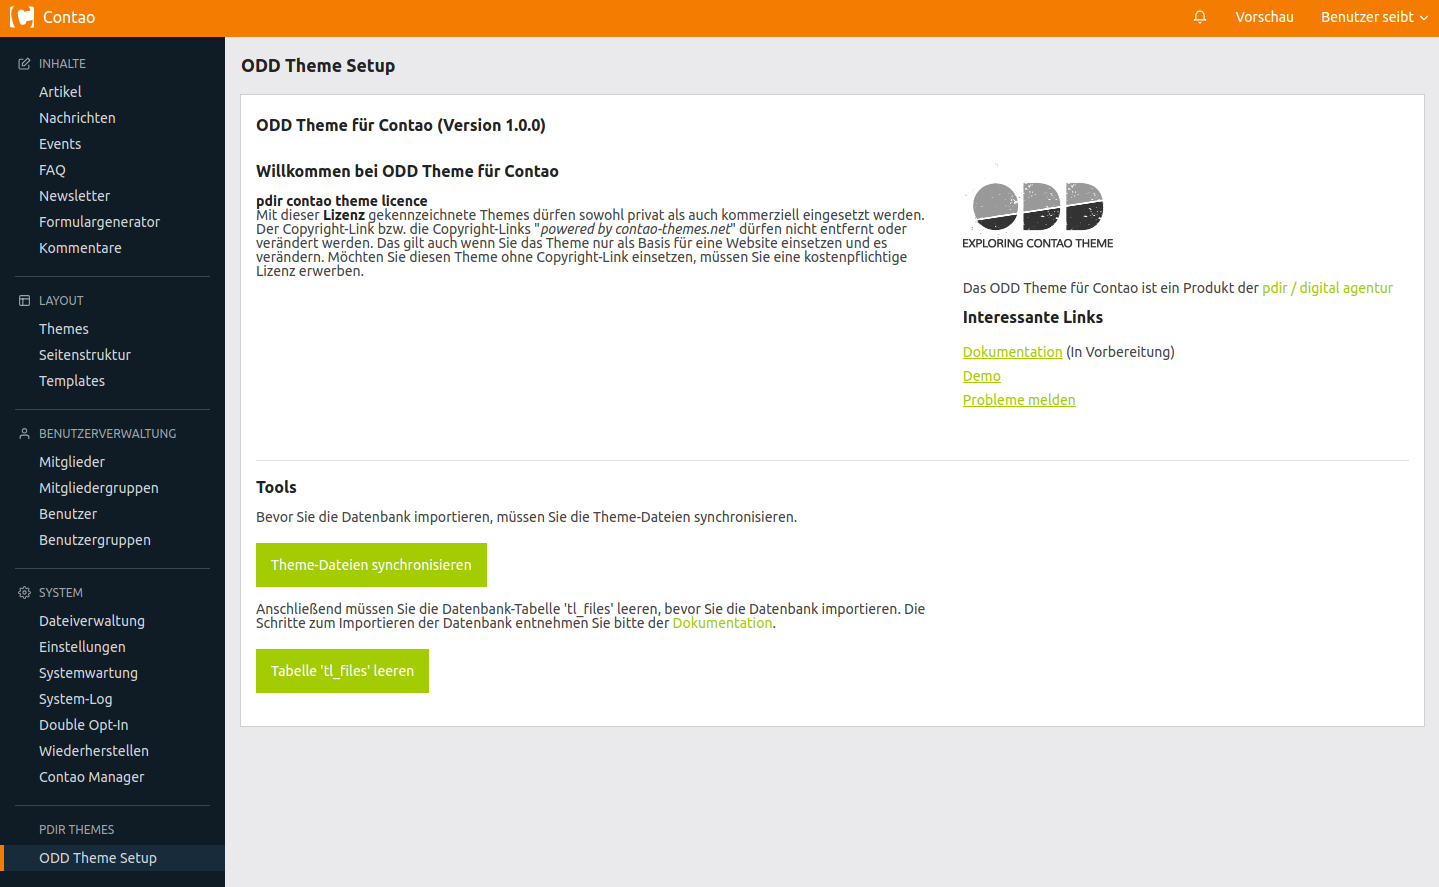 Contao
Vorschau
Benutzer seibt
INHALTE
Artikel
Nachrichten
Events
FAQ
Newsletter
Formulargenerator
Kommentare
LAYOUT
Themes
Seitenstruktur
Templates
BENUTZERVERWALTUNG
Mitglieder
Mitgliedergruppen
Benutzer
Benutzergruppen
SYSTEM
Dateiverwaltung
Einstellungen
Systemwartung
System-Log
Double Opt-In
Wiederherstellen
Contao Manager
PDIR THEMES
ODD Theme Setup
ODD Theme Setup
ODD Theme für Contao (Version 1.0.0)
Willkommen bei ODD Theme für Contao
pdir contao theme licence
Mit dieser Lizenz gekennzeichnete Themes dürfen sowohl privat als auch kommerziell eingesetzt werden.
Der Copyright-Link bzw. die Copyright-Links "powered by contao-themes.net" dürfen nicht entfernt oder
verändert werden. Das gilt auch wenn Sie das Theme nur als Basis für eine Website einsetzen und es
verändern. Möchten Sie diesen Theme ohne Copyright-Link einsetzen, müssen Sie eine kostenpflichtige
Lizenz erwerben.
ODD
EXPLORING CONTAO THEME
Das ODD Theme für Contao ist ein Produkt der pdir / digital agentur
Interessante Links
Dokumentation (In Vorbereitung)
Demo
Probleme melden
Tools
Bevor Sie die Datenbank importieren, müssen Sie die Theme-Dateien synchronisieren.
Theme-Dateien synchronisieren
Anschließend müssen Sie die Datenbank-Tabelle 'tl_files' leeren, bevor Sie die Datenbank importieren. Die
Schritte zum Importieren der Datenbank entnehmen Sie bitte der Dokumentation.
Tabelle 'tl_files' leeren